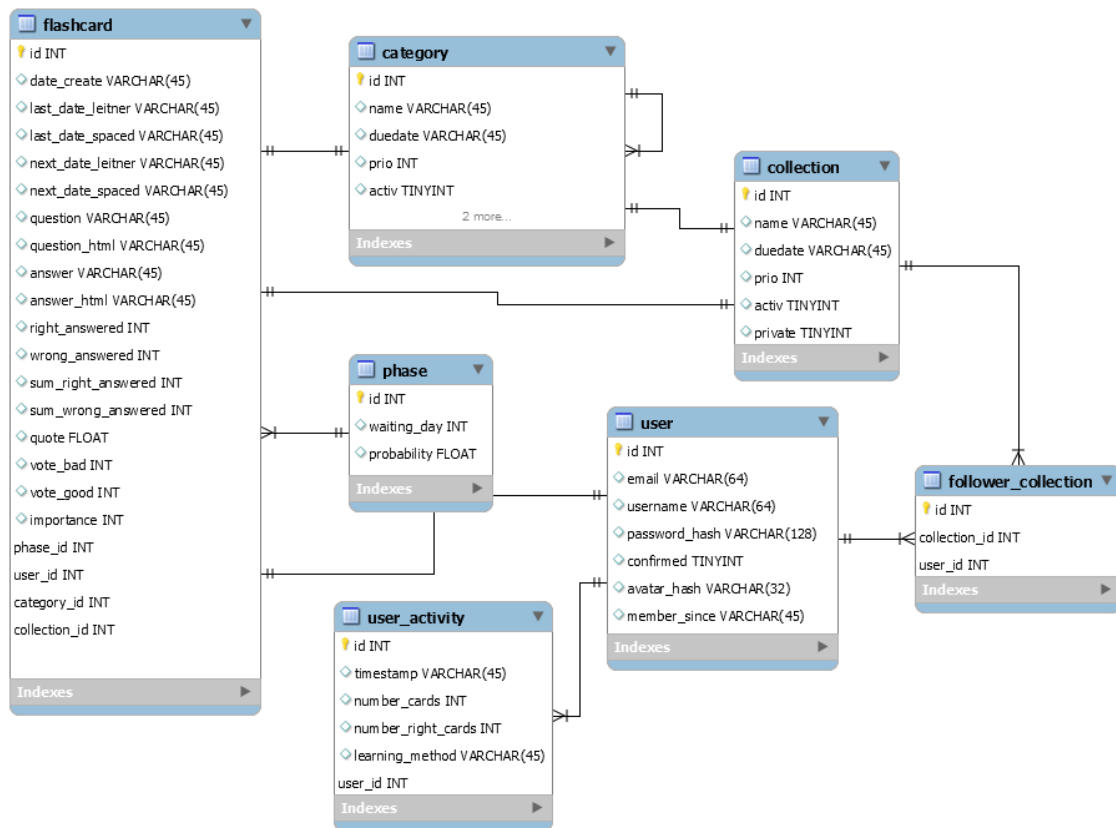 flashcard
id INT
date_create VARCHAR(45)
last_date_leitner VARCHAR(45)
last_date_spaced VARCHAR(45)
next_date_leitner VARCHAR(45)
next_date_spaced VARCHAR(45)
question VARCHAR(45)
question_html VARCHAR(45)
answer VARCHAR(45)
answer_html VARCHAR(45)
right_answered INT
wrong_answered INT
sum_right_answered INT
sum_wrong_answered INT
quote FLOAT
vote_bad INT
vote_good INT
importance INT
phase_id INT
user_id INT
category_id INT
collection_id INT
Indexes
category
id INT
name VARCHAR(45)
duedate VARCHAR(45)
prio INT
activ TINYINT
2 more...
Indexes
collection
id INT
name VARCHAR(45)
duedate VARCHAR(45)
prio INT
activ TINYINT
private TINYINT
Indexes
phase
id INT
waiting_day INT
probability FLOAT
Indexes
user
id INT
email VARCHAR(64)
username VARCHAR(64)
password_hash VARCHAR(128)
confirmed TINYINT
avatar_hash VARCHAR(32)
member_since VARCHAR(45)
Indexes
follower_collection
id INT
collection_id INT
user_id INT
Indexes
user_activity
id INT
timestamp VARCHAR(45)
number_cards INT
number_right_cards INT
learning_method VARCHAR(45)
user_id INT
Indexes